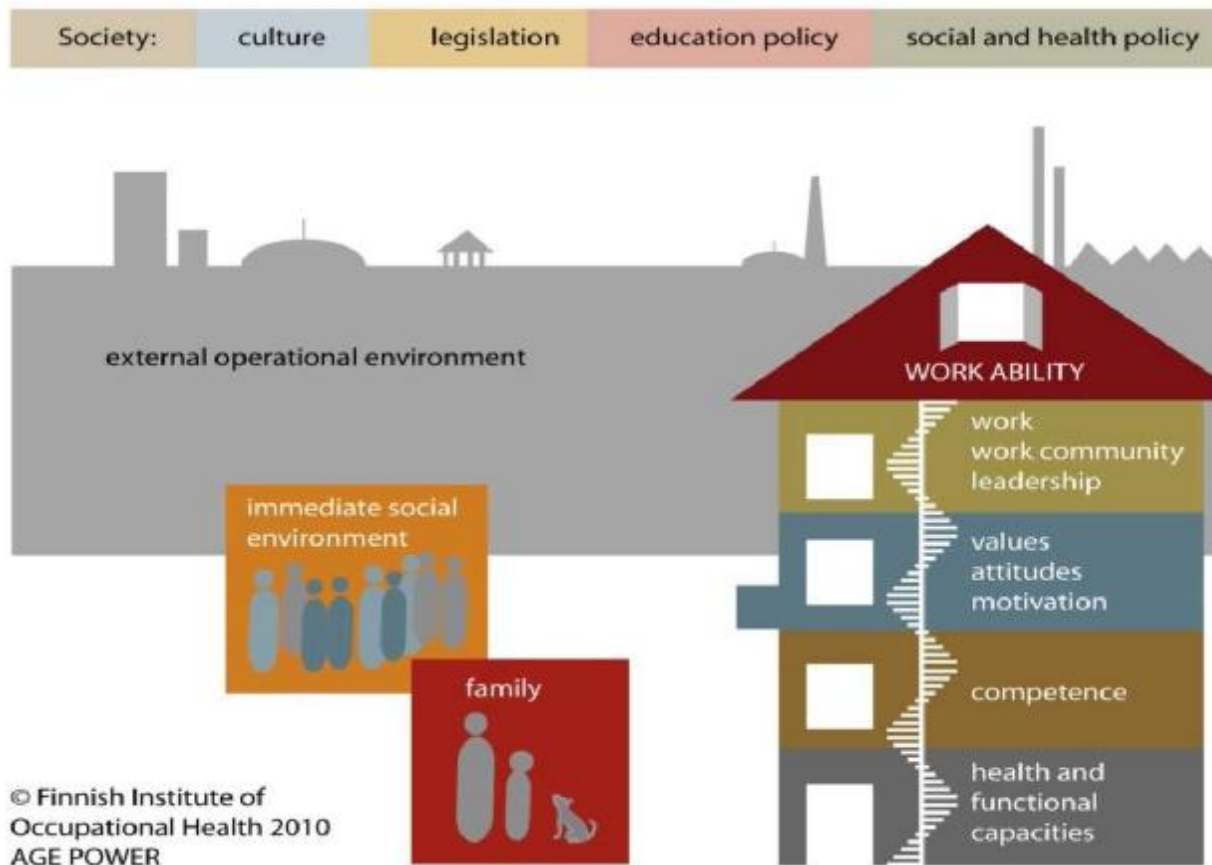 Society: culture legislation education policy social and health policy
external operational environment
WORK ABILITY
work
work community
leadership
immediate social
environment
values
attitudes
motivation
family
competence
health and
functional
capacities
© Finnish Institute of
Occupational Health 2010
AGE POWER